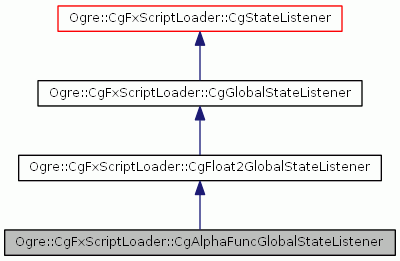 Ogre::CgFxScriptLoader::CgStateListener
Ogre::CgFxScriptLoader::CgGlobalStateListener
Ogre::CgFxScriptLoader::CgFloat2GlobalStateListener
Ogre::CgFxScriptLoader::CgAlphaFuncGlobalStateListener